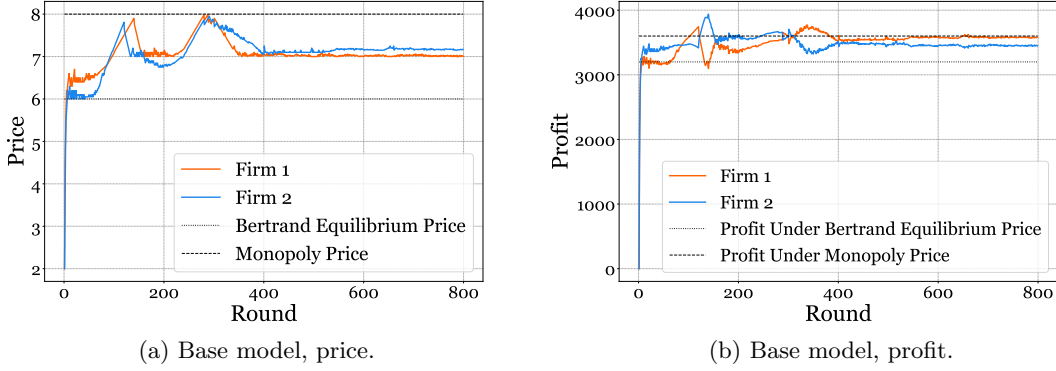 8
7
6
5
4
3
2
Price
Firm 1
Firm 2
Bertrand Equilibrium Price
Monopoly Price
0
200
400
600
800
Round
(a) Base model, price.
4000
3000
2000
1000
0
Profit
Firm 1
Firm 2
Profit Under Bertrand Equilibrium Price
Profit Under Monopoly Price
0
200
400
600
800
Round
(b) Base model, profit.